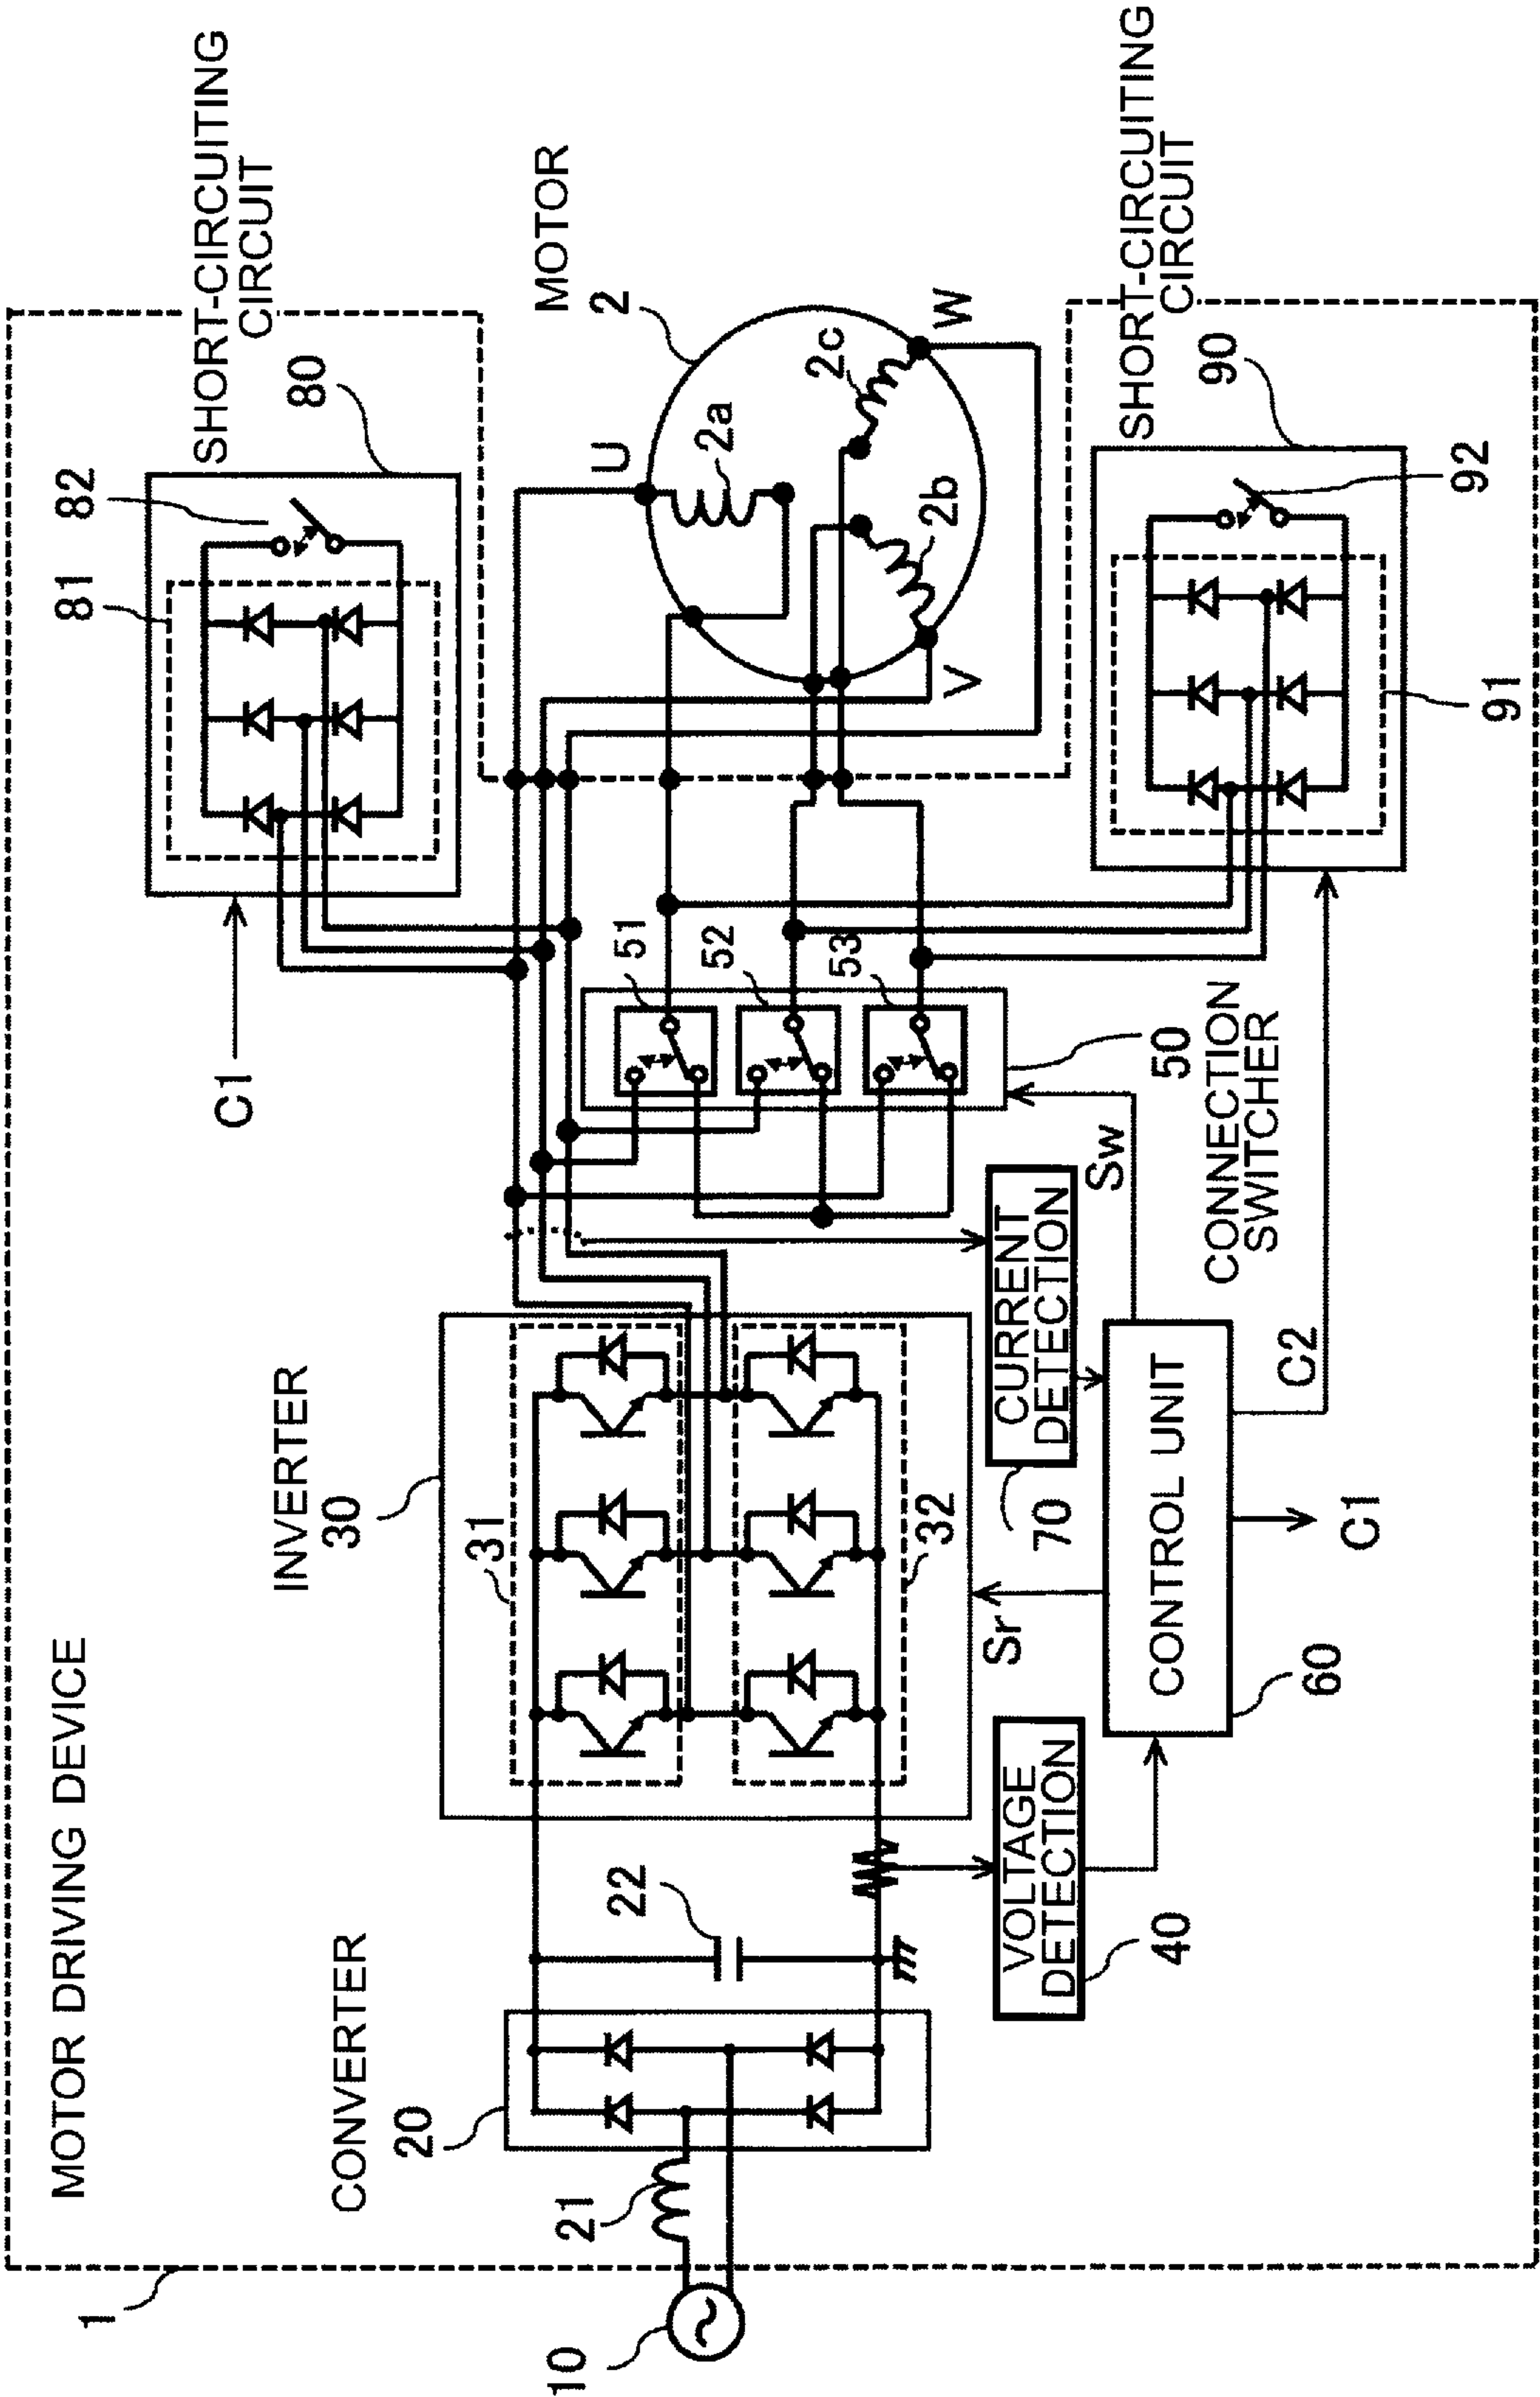 MOTOR DRIVING DEVICE
1
10
21
CONVERTER
20
22
INVERTER
30
31
32
VOLTAGE
DETECTION
40
CONTROL UNIT
60
Sr
C1
C2
Sw
CURRENT
DETECTION
70
CONNECTION
SWITCHER
50
51
52
53
C1
SHORT-CIRCUITING
CIRCUIT
80
81
82
MOTOR
2
U
V
W
2a
2b
2c
SHORT-CIRCUITING
CIRCUIT
90
91
92